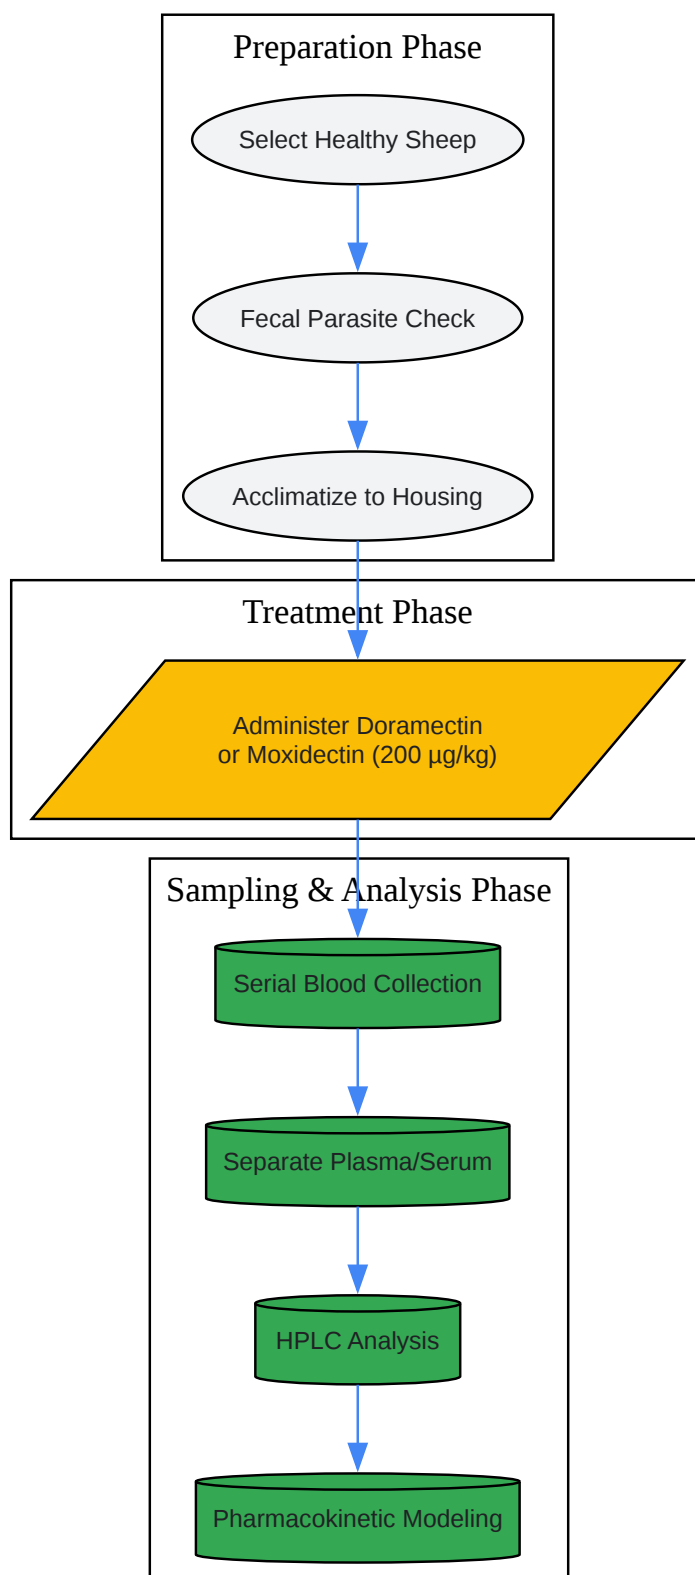 Preparation Phase
Select Healthy Sheep
Fecal Parasite Check
Acclimatize to Housing
Treatment Phase
Administer Doramectin
or Moxidectin (200 µg/kg)
Sampling & Analysis Phase
Serial Blood Collection
Separate Plasma/Serum
HPLC Analysis
Pharmacokinetic Modeling